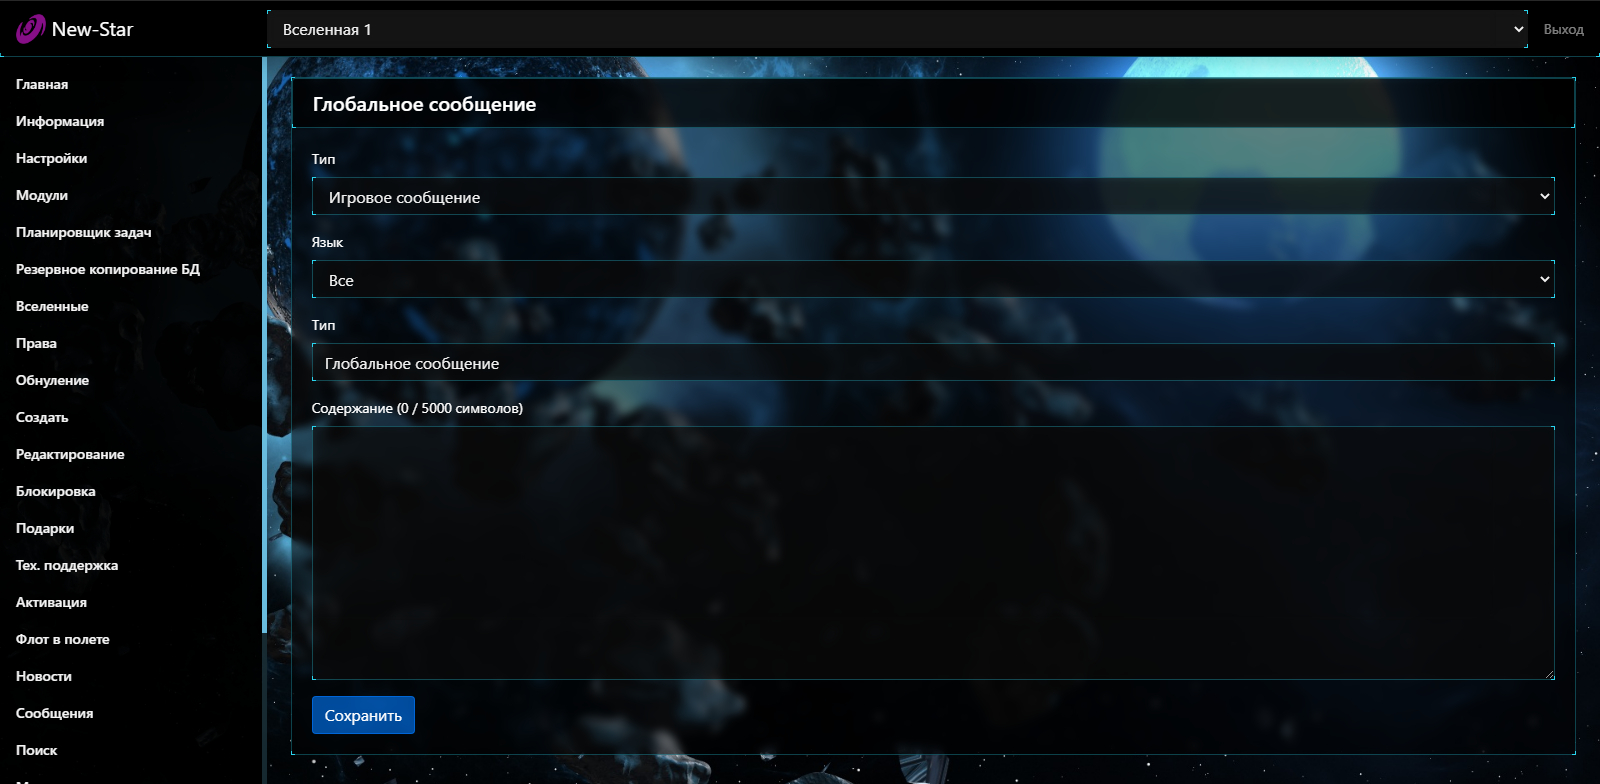 New-Star
Вселенная 1
Выход
Главная
Информация
Настройки
Модули
Планировщик задач
Резервное копирование БД
Вселенные
Права
Обнуление
Создать
Редактирование
Блокировка
Подарки
Тех. поддержка
Активация
Флот в полете
Новости
Сообщения
Поиск
Глобальное сообщение
Тип
Игровое сообщение
Язык
Все
Тип
Глобальное сообщение
Содержание (0 / 5000 символов)
Сохранить